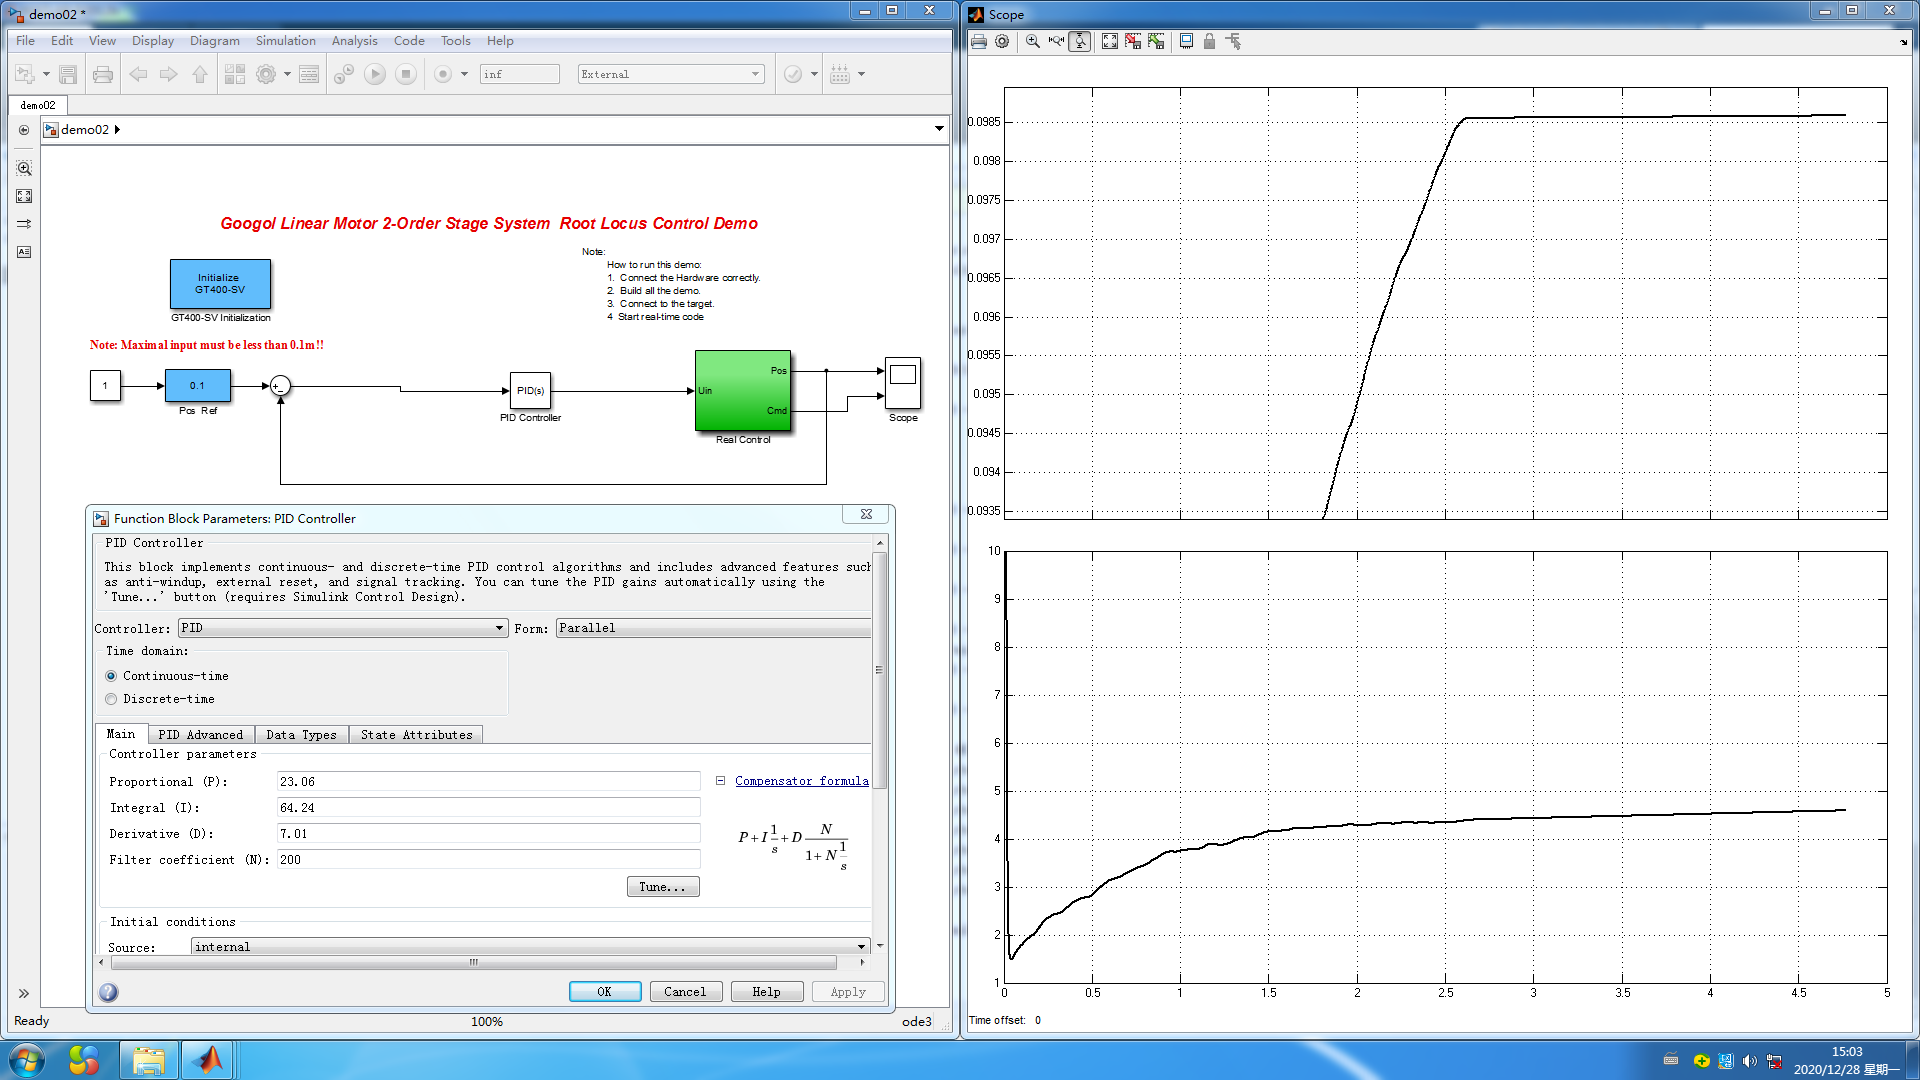 demo02 *
File Edit View Display Diagram Simulation Analysis Code Tools Help
inf External
demo02
demo02
Googol Linear Motor 2-Order Stage System Root Locus Control Demo
Initialize
GT400-SV
GT400-SV Initialization
Note:
How to run this demo:
1. Connect the Hardware correctly.
2. Build all the demo.
3. Connect to the target.
4 Start real-time code
Note: Maximal input must be less than 0.1m!!
1
0.1
Pos Ref
PID(s)
PID Controller
Uin
Pos
Cmd
Real Control
Scope
Function Block Parameters: PID Controller
PID Controller
This block implements continuous- and discrete-time PID control algorithms and includes advanced features such
as anti-windup, external reset, and signal tracking. You can tune the PID gains automatically using the
'Tune...' button (requires Simulink Control Design).
Controller: PID Form: Parallel
Time domain:
Continuous-time
Discrete-time
Main PID Advanced Data Types State Attributes
Controller parameters
Proportional (P): 23.06
Compensator formula
Integral (I): 64.24
Derivative (D): 7.01
Filter coefficient (N): 200
P+I 1/s +D N/(1+N 1/s)
Tune...
Initial conditions
Source: internal
OK Cancel Help Apply
Ready 100% ode3
Scope
0.0985
0.098
0.0975
0.097
0.0965
0.096
0.0955
0.095
0.0945
0.094
0.0935
10
9
8
7
6
5
4
3
2
1
0 0.5 1 1.5 2 2.5 3 3.5 4 4.5 5
Time offset: 0
15:03
2020/12/28 星期一